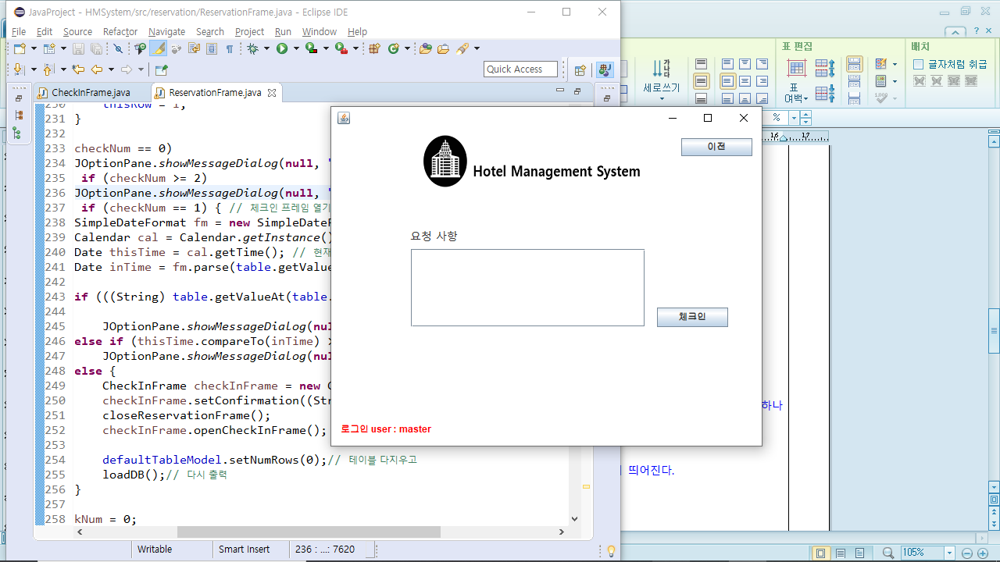 JavaProject - HMSystem/src/reservation/ReservationFrame.java - Eclipse IDE
File Edit Source Refactor Navigate Search Project Run Window Help
Quick Access
CheckInFrame.java
ReservationFrame.java
230 thisRow = 1;
231 }
232
233 checkNum == 0)
234 JOptionPane.showMessageDialog(null, "
235 if (checkNum >= 2)
236 JOptionPane.showMessageDialog(null, "
237 if (checkNum == 1) { // 체크인 프레임 열기
238 SimpleDateFormat fm = new SimpleDateF
239 Calendar cal = Calendar.getInstance()
240 Date thisTime = cal.getTime(); // 현재
241 Date inTime = fm.parse(table.getValue
242
243 if (((String) table.getValueAt(table.
244
245 JOptionPane.showMessageDialog(nul
246 else if (thisTime.compareTo(inTime) >
247 JOptionPane.showMessageDialog(nul
248 else {
249 CheckInFrame checkInFrame = new C
250 checkInFrame.setConfirmation((Str
251 closeReservationFrame();
252 checkInFrame.openCheckInFrame();
253
254 defaultTableModel.setNumRows(0);// 테이블 다지우고
255 loadDB();// 다시 출력
256 }
257
258 kNum = 0;
Writable
Smart Insert
236 : ...: 7620
이전
Hotel Management System
요청 사항
체크인
로그인 user : master
세로쓰기
표 편집
표
여백
배치
글자처럼 취급
1,000
%
16 17
하나
띄어진다.
105%